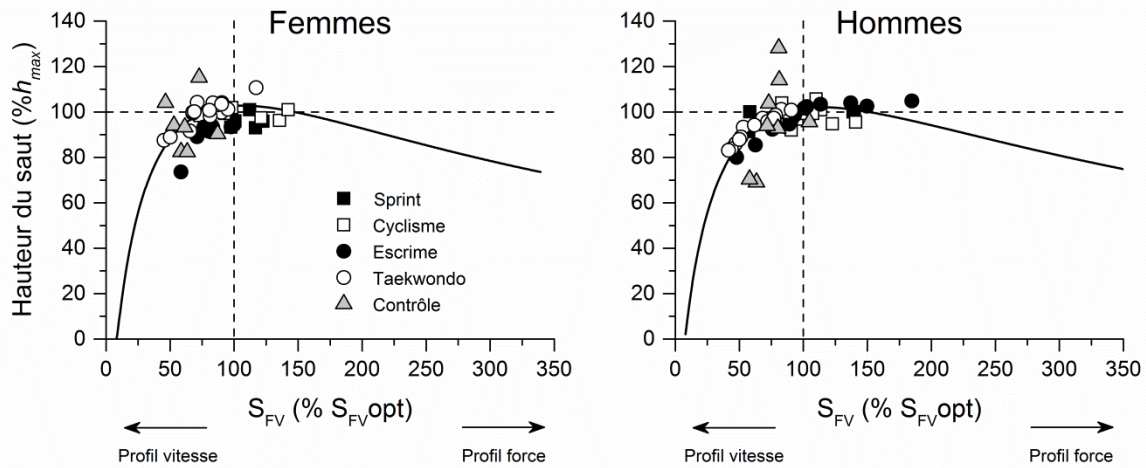 Femmes
Hauteur du saut (%hmax)
140
120
100
80
60
40
20
0
Sprint
Cyclisme
Escrime
Taekwondo
Contrôle
0 50 100 150 200 250 300 350
SFV (% SFVopt)
Profil vitesse Profil force
Hommes
140
120
100
80
60
40
20
0
0 50 100 150 200 250 300 350
SFV (% SFVopt)
Profil vitesse Profil force